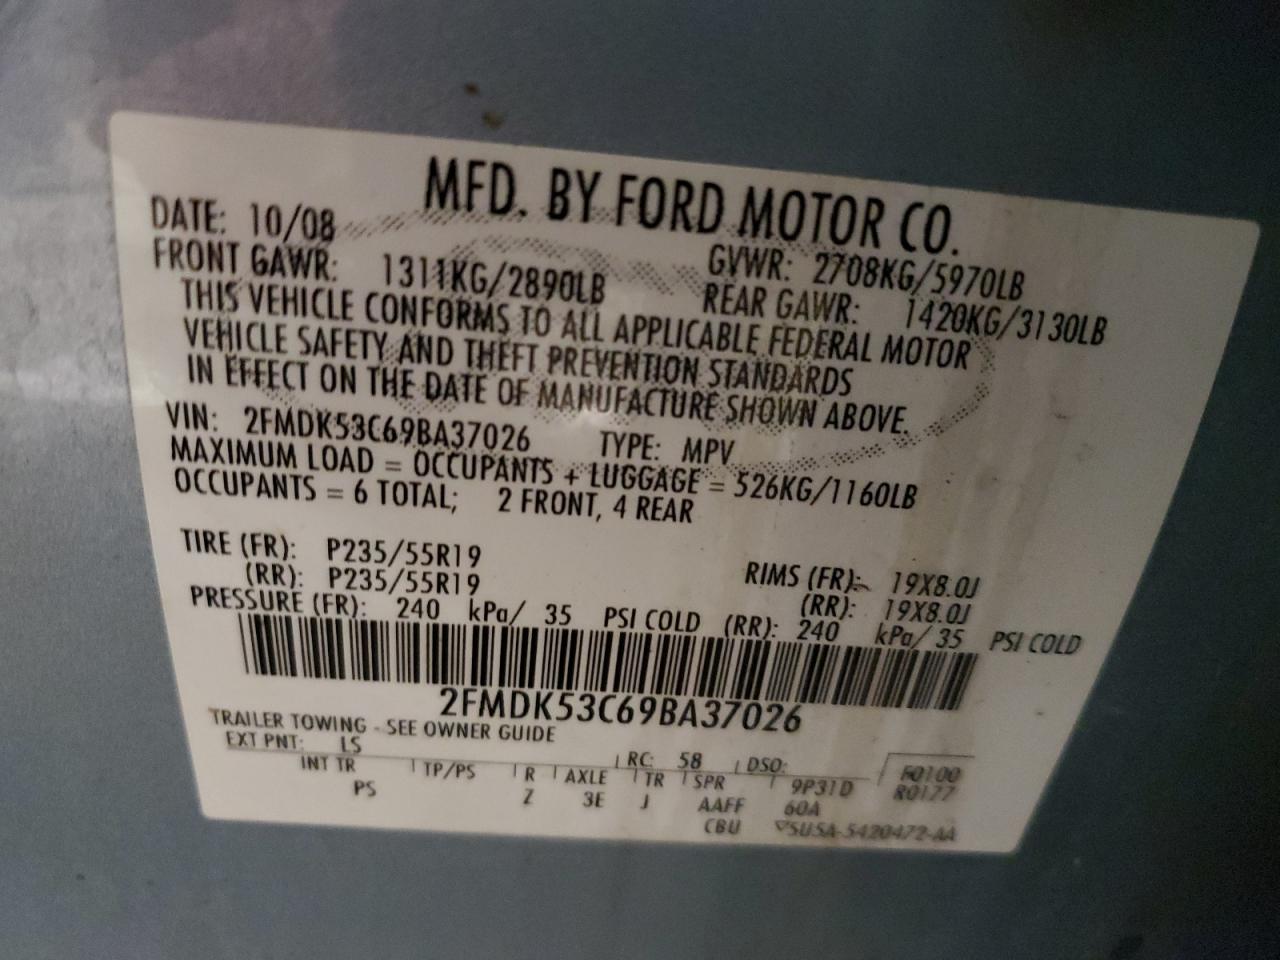 MFD. BY FORD MOTOR CO.
DATE: 10/08 GVWR: 2708KG/5970LB
FRONT GAWR: 1311KG/2890LB REAR GAWR: 1420KG/3130LB
THIS VEHICLE CONFORMS TO ALL APPLICABLE FEDERAL MOTOR
VEHICLE SAFETY AND THEFT PREVENTION STANDARDS
IN EFFECT ON THE DATE OF MANUFACTURE SHOWN ABOVE.
VIN: 2FMDK53C69BA37026 TYPE: MPV
MAXIMUM LOAD = OCCUPANTS + LUGGAGE = 526KG/1160LB
OCCUPANTS = 6 TOTAL; 2 FRONT, 4 REAR
TIRE (FR): P235/55R19 RIMS (FR): 19X8.0J
(RR): P235/55R19 (RR): 19X8.0J
PRESSURE (FR): 240 kPa/ 35 PSI COLD (RR): 240 kPa/ 35 PSI COLD
2FMDK53C69BA37026
TRAILER TOWING - SEE OWNER GUIDE
EXT PNT: LS RC: 58 DSO:
INT TR TP/PS R AXLE TR SPR 9P31D F0100
PS Z 3E J AAFF 60A R0177
CBU ▽SUSA-5420472-AA